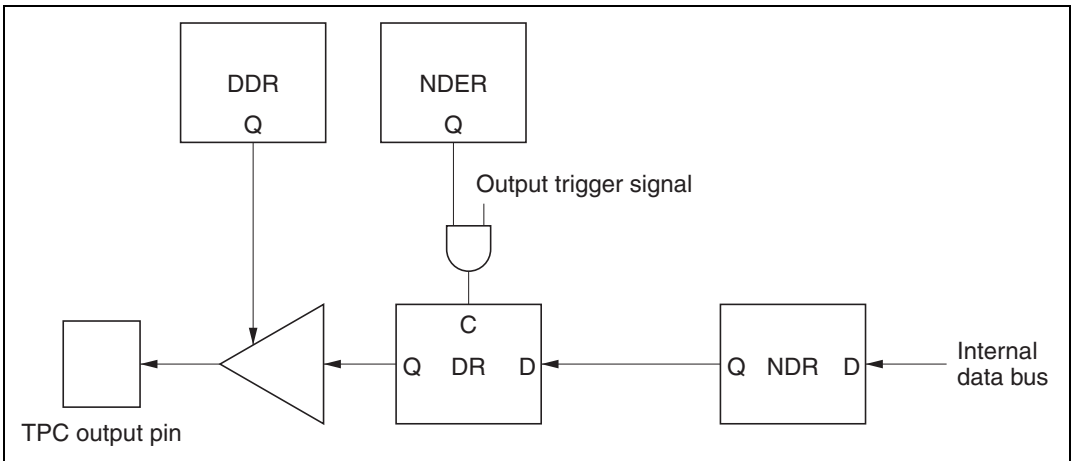 DDR
Q
NDER
Q
Output trigger signal
C
Q DR D
Q NDR D
Internal
data bus
TPC output pin